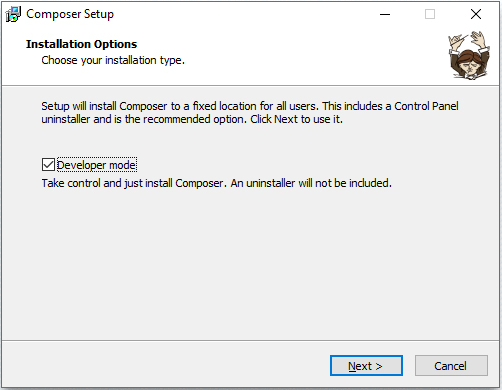 Composer Setup
Installation Options
Choose your installation type.
Setup will install Composer to a fixed location for all users. This includes a Control Panel
uninstaller and is the recommended option. Click Next to use it.
Developer mode
Take control and just install Composer. An uninstaller will not be included.
Next >
Cancel